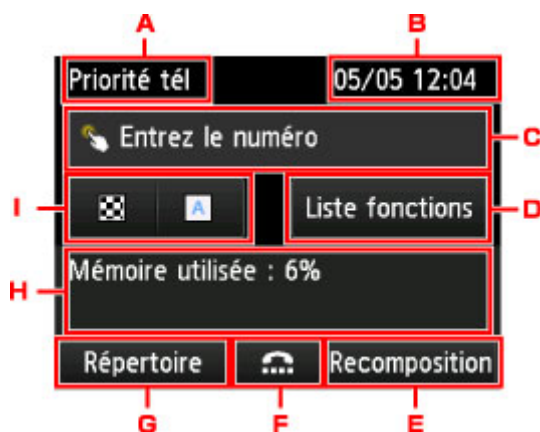 A B
Priorité tél 05/05 12:04
Entrez le numéro C
I A Liste fonctions D
H Mémoire utilisée : 6%
Répertoire Recomposition
G F E